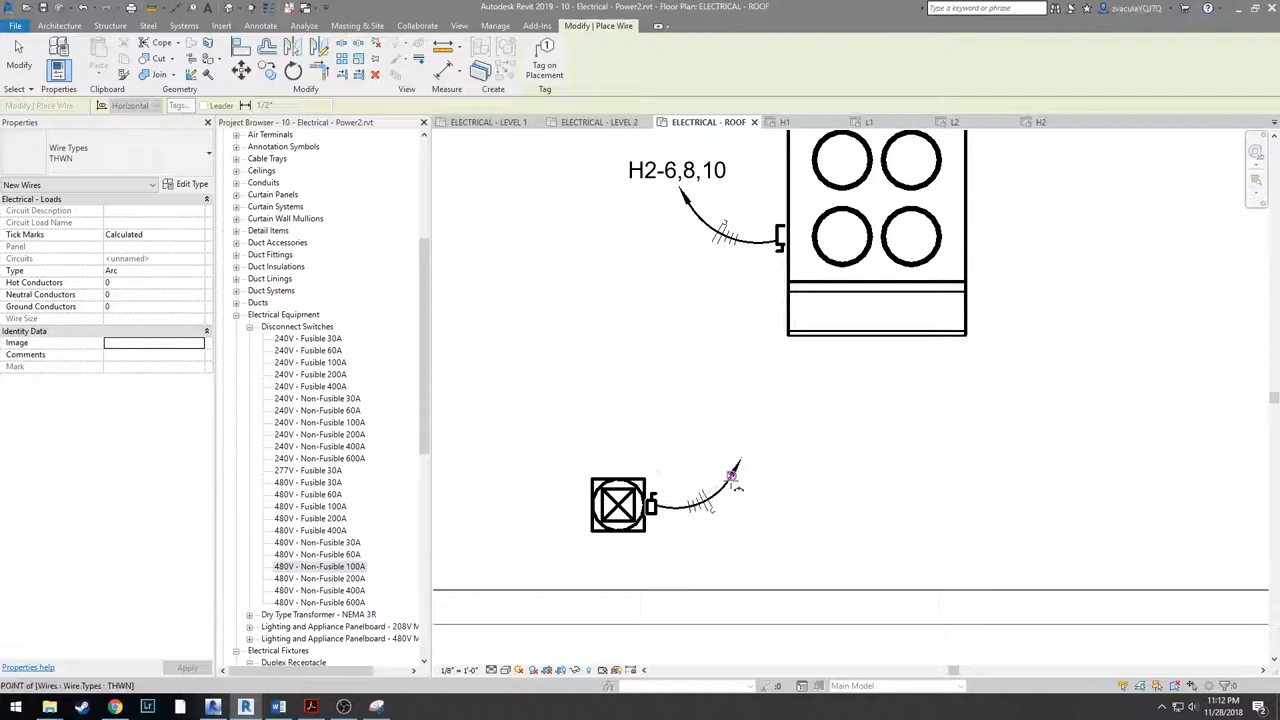 Autodesk Revit 2019 - 10 - Electrical - Power2.rvt - Floor Plan: ELECTRICAL - ROOF
Type a keyword or phrase
zvaculaYQJ7Q
File Architecture Structure Steel Systems Insert Annotate Analyze Massing & Site Collaborate View Manage Add-Ins Modify | Place Wire
Modify
Paste
Cope
Cut
Join
Tag on
Placement
Select Properties Clipboard Geometry Modify View Measure Create Tag
Modify | Place Wire Horizontal Tags... Leader 1/2"
Properties
Wire Types
THWN
New Wires Edit Type
Electrical - Loads
Circuit Description
Circuit Load Name
Tick Marks Calculated
Panel
Circuits <unnamed>
Type Arc
Hot Conductors 0
Neutral Conductors 0
Ground Conductors 0
Wire Size
Identity Data
Image
Comments
Mark
Properties help Apply
Project Browser - 10 - Electrical - Power2.rvt
Air Terminals
Annotation Symbols
Cable Trays
Ceilings
Conduits
Curtain Panels
Curtain Systems
Curtain Wall Mullions
Detail Items
Duct Accessories
Duct Fittings
Duct Insulations
Duct Linings
Duct Systems
Ducts
Electrical Equipment
Disconnect Switches
240V - Fusible 30A
240V - Fusible 60A
240V - Fusible 100A
240V - Fusible 200A
240V - Fusible 400A
240V - Non-Fusible 30A
240V - Non-Fusible 60A
240V - Non-Fusible 100A
240V - Non-Fusible 200A
240V - Non-Fusible 400A
240V - Non-Fusible 600A
277V - Fusible 30A
480V - Fusible 30A
480V - Fusible 60A
480V - Fusible 100A
480V - Fusible 200A
480V - Fusible 400A
480V - Non-Fusible 30A
480V - Non-Fusible 60A
480V - Non-Fusible 100A
480V - Non-Fusible 200A
480V - Non-Fusible 400A
480V - Non-Fusible 600A
Dry Type Transformer - NEMA 3R
Lighting and Appliance Panelboard - 208V M
Lighting and Appliance Panelboard - 480V M
Electrical Fixtures
Duplex Receptacle
ELECTRICAL - LEVEL 1 ELECTRICAL - LEVEL 2 ELECTRICAL - ROOF H1 L1 L2 H2
H2-6,8,10
1/8" = 1'-0"
POINT of [Wires : Wire Types : THWN]
:0 Main Model :0
11:12 PM
11/28/2018